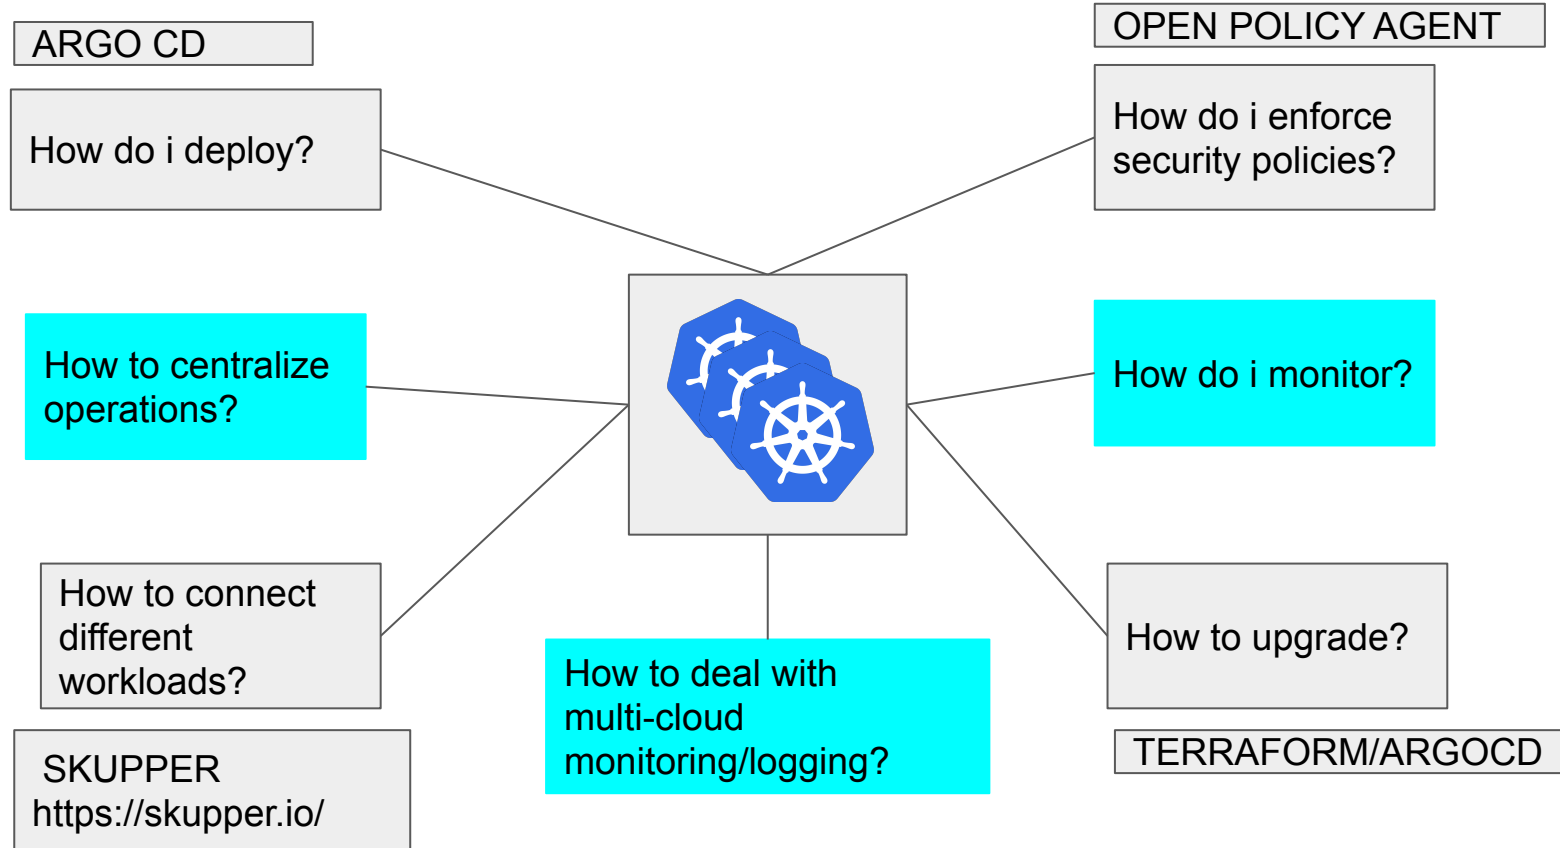 ARGO CD
OPEN POLICY AGENT
How do i deploy?
How do i enforce
security policies?
How to centralize
operations?
How do i monitor?
How to connect
different
workloads?
How to deal with
multi-cloud
monitoring/logging?
How to upgrade?
SKUPPER
https://skupper.io/
TERRAFORM/ARGOCD